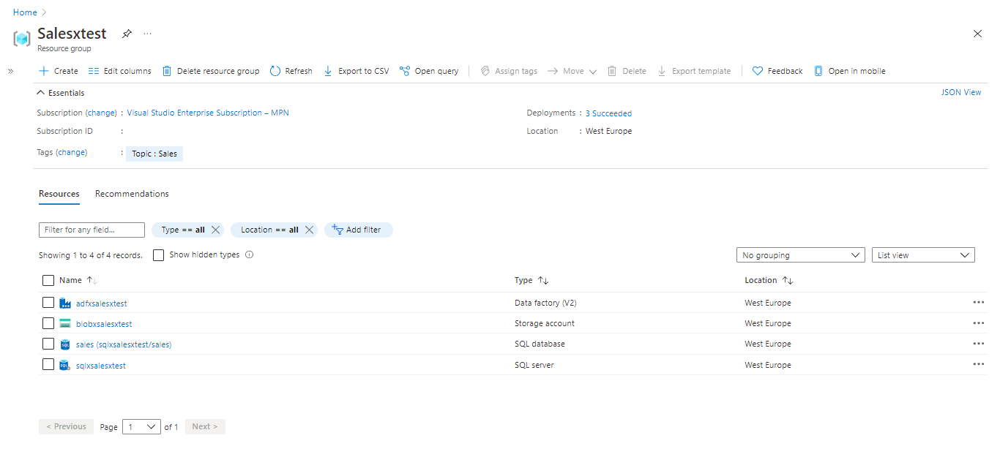 Home >
Salesxtest ...
Resource group
» Create Edit columns Delete resource group Refresh Export to CSV Open query Assign tags Move Delete Export template Feedback Open in mobile
Essentials JSON View
Subscription (change) : Visual Studio Enterprise Subscription – MPN Deployments : 3 Succeeded
Subscription ID : Location : West Europe
Tags (change) : Topic : Sales
Resources Recommendations
Filter for any field... Type == all Location == all Add filter
Showing 1 to 4 of 4 records. Show hidden types No grouping List view
Name Type Location
adfxsalesxtest Data factory (V2) West Europe ...
blobxsalesxtest Storage account West Europe ...
sales (sqlxsalesxtest/sales) SQL database West Europe ...
sqlxsalesxtest SQL server West Europe ...
< Previous Page 1 of 1 Next >